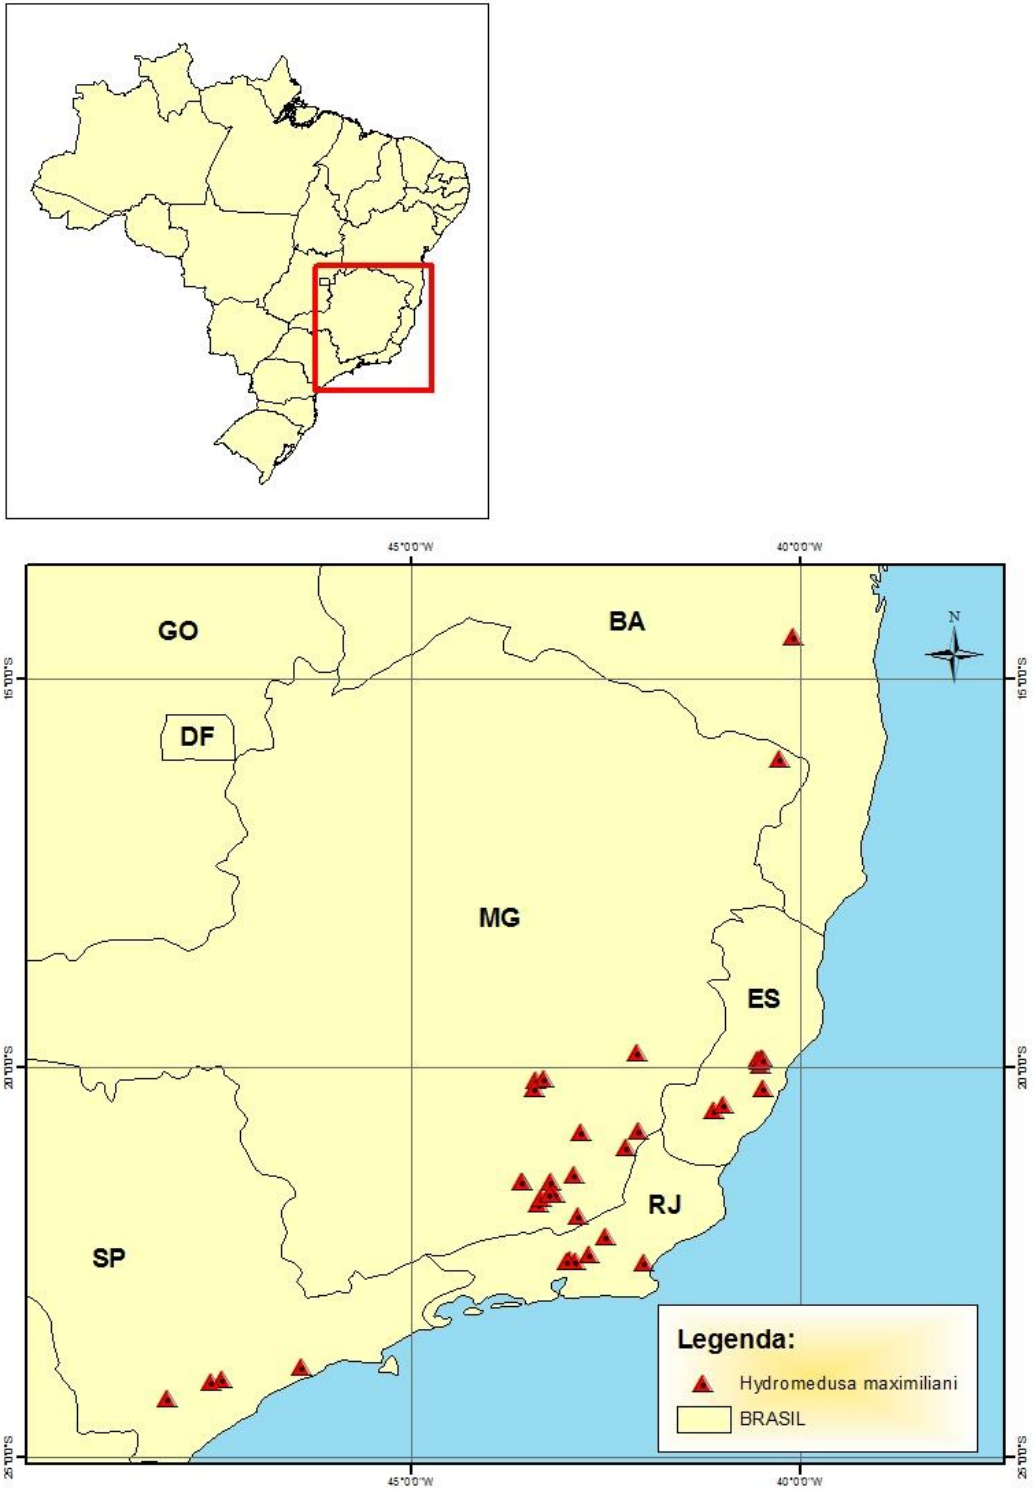 45°0'0"W 40°0'0"W
GO
BA
N
15°0'0"S 15°0'0"S
DF
MG
ES
20°0'0"S 20°0'0"S
RJ
SP
Legenda:
Hydromedusa maximiliani
BRASIL
25°0'0"S 25°0'0"S
45°0'0"W 40°0'0"W